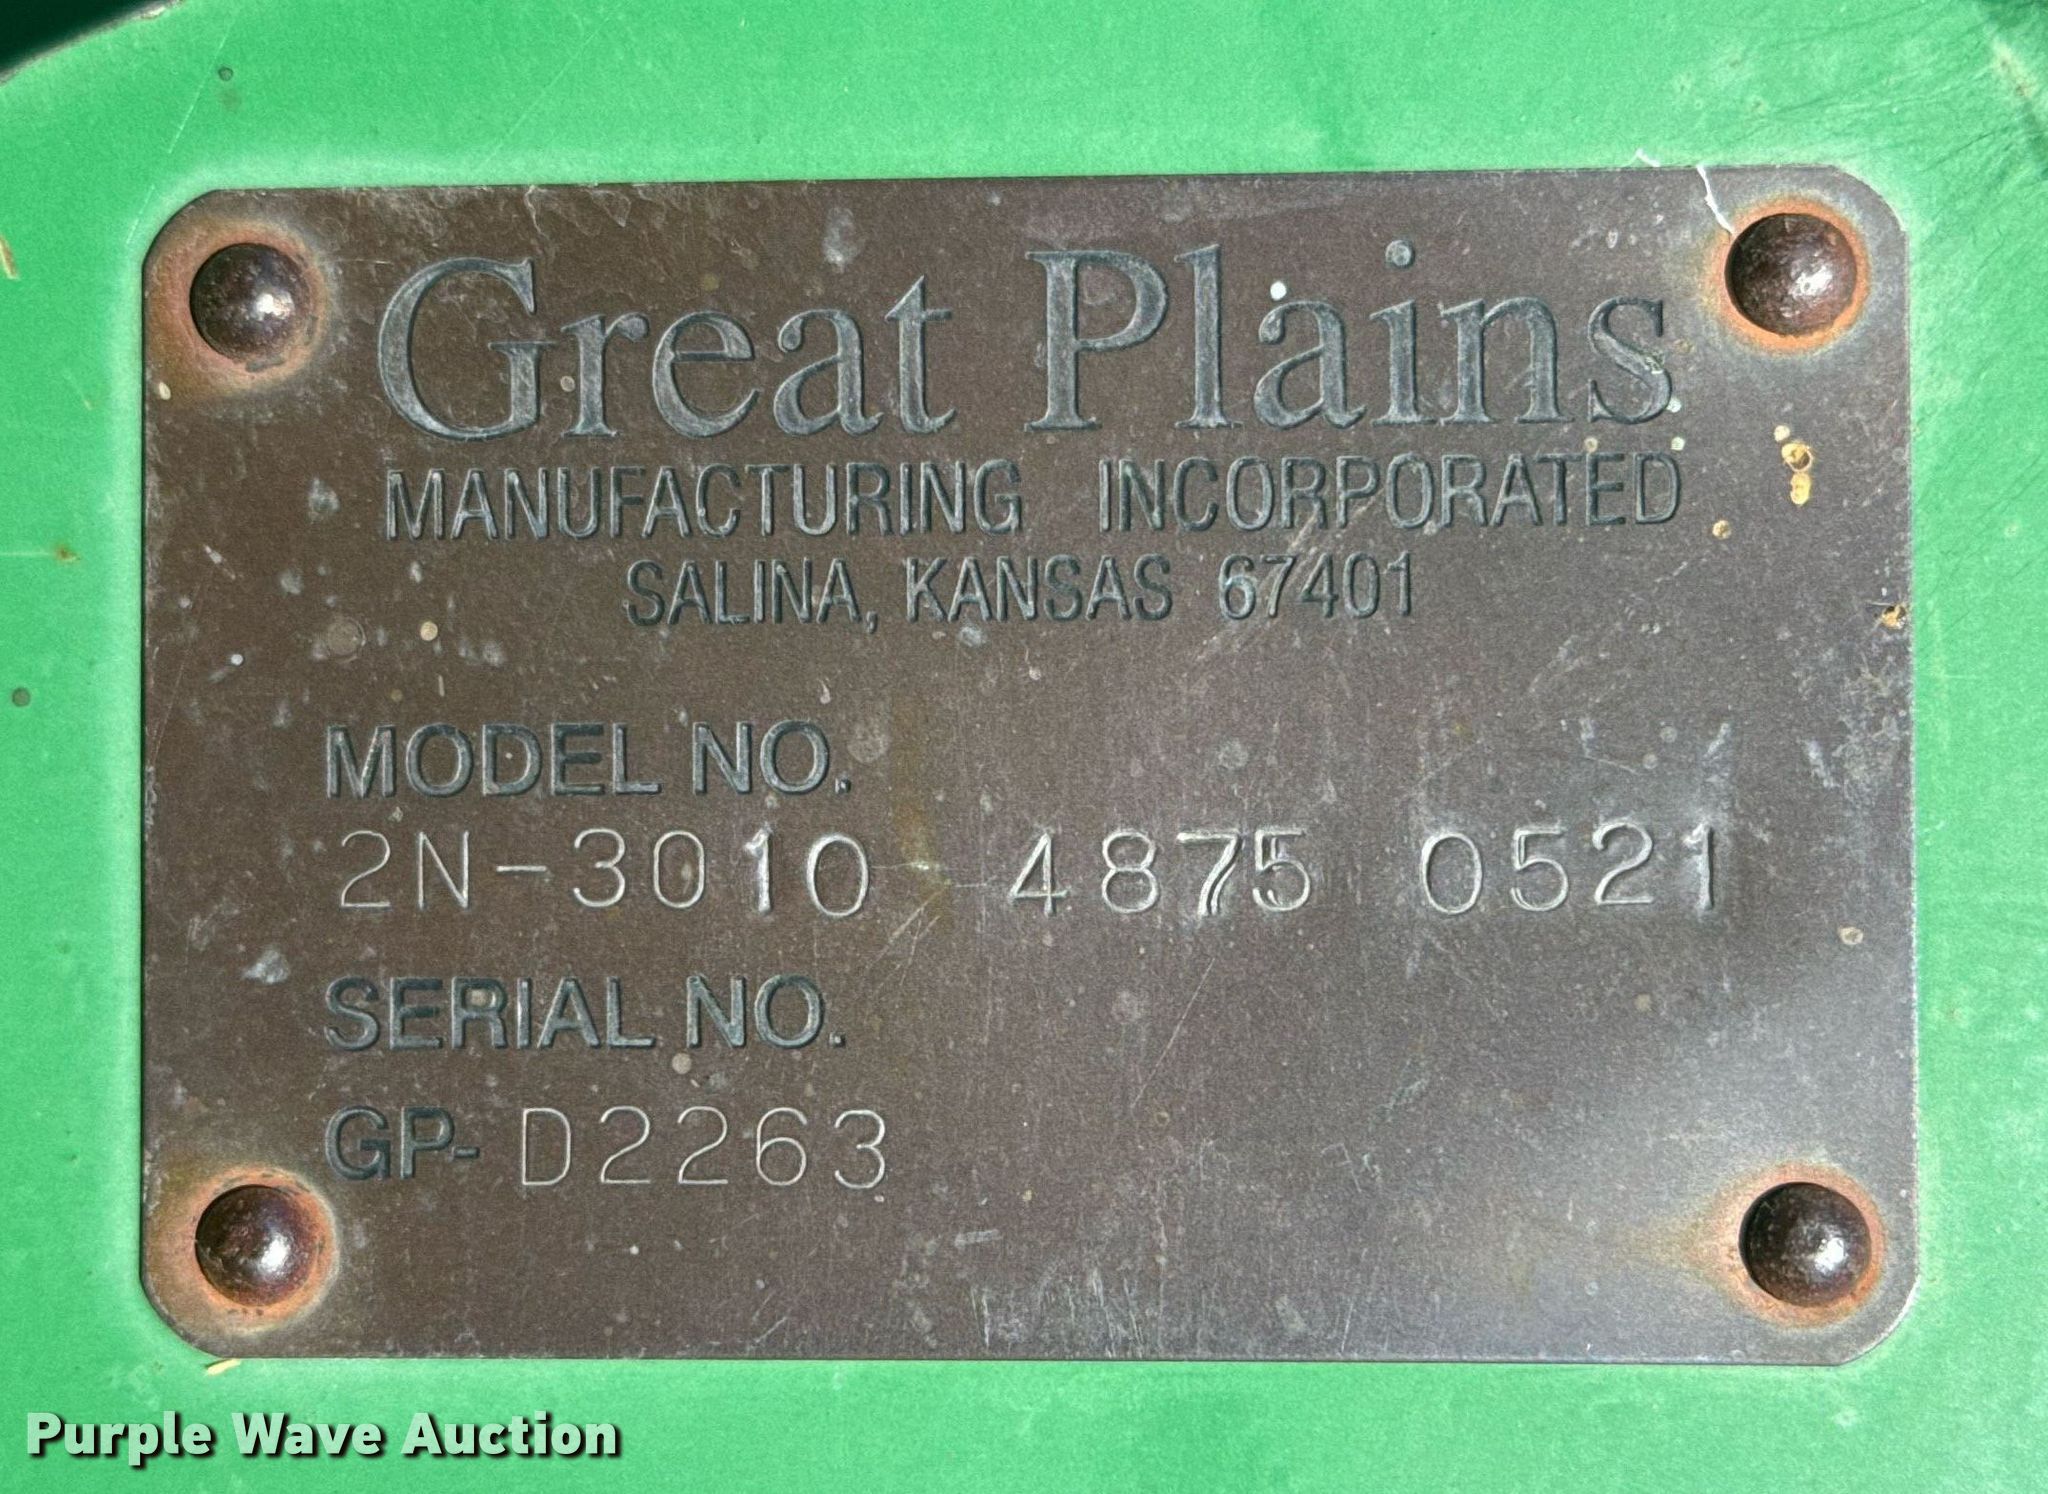 Great Plains
MANUFACTURING INCORPORATED
SALINA, KANSAS 67401
MODEL NO.
2N-3010 4875 0521
SERIAL NO.
GP- D2263
Purple Wave Auction